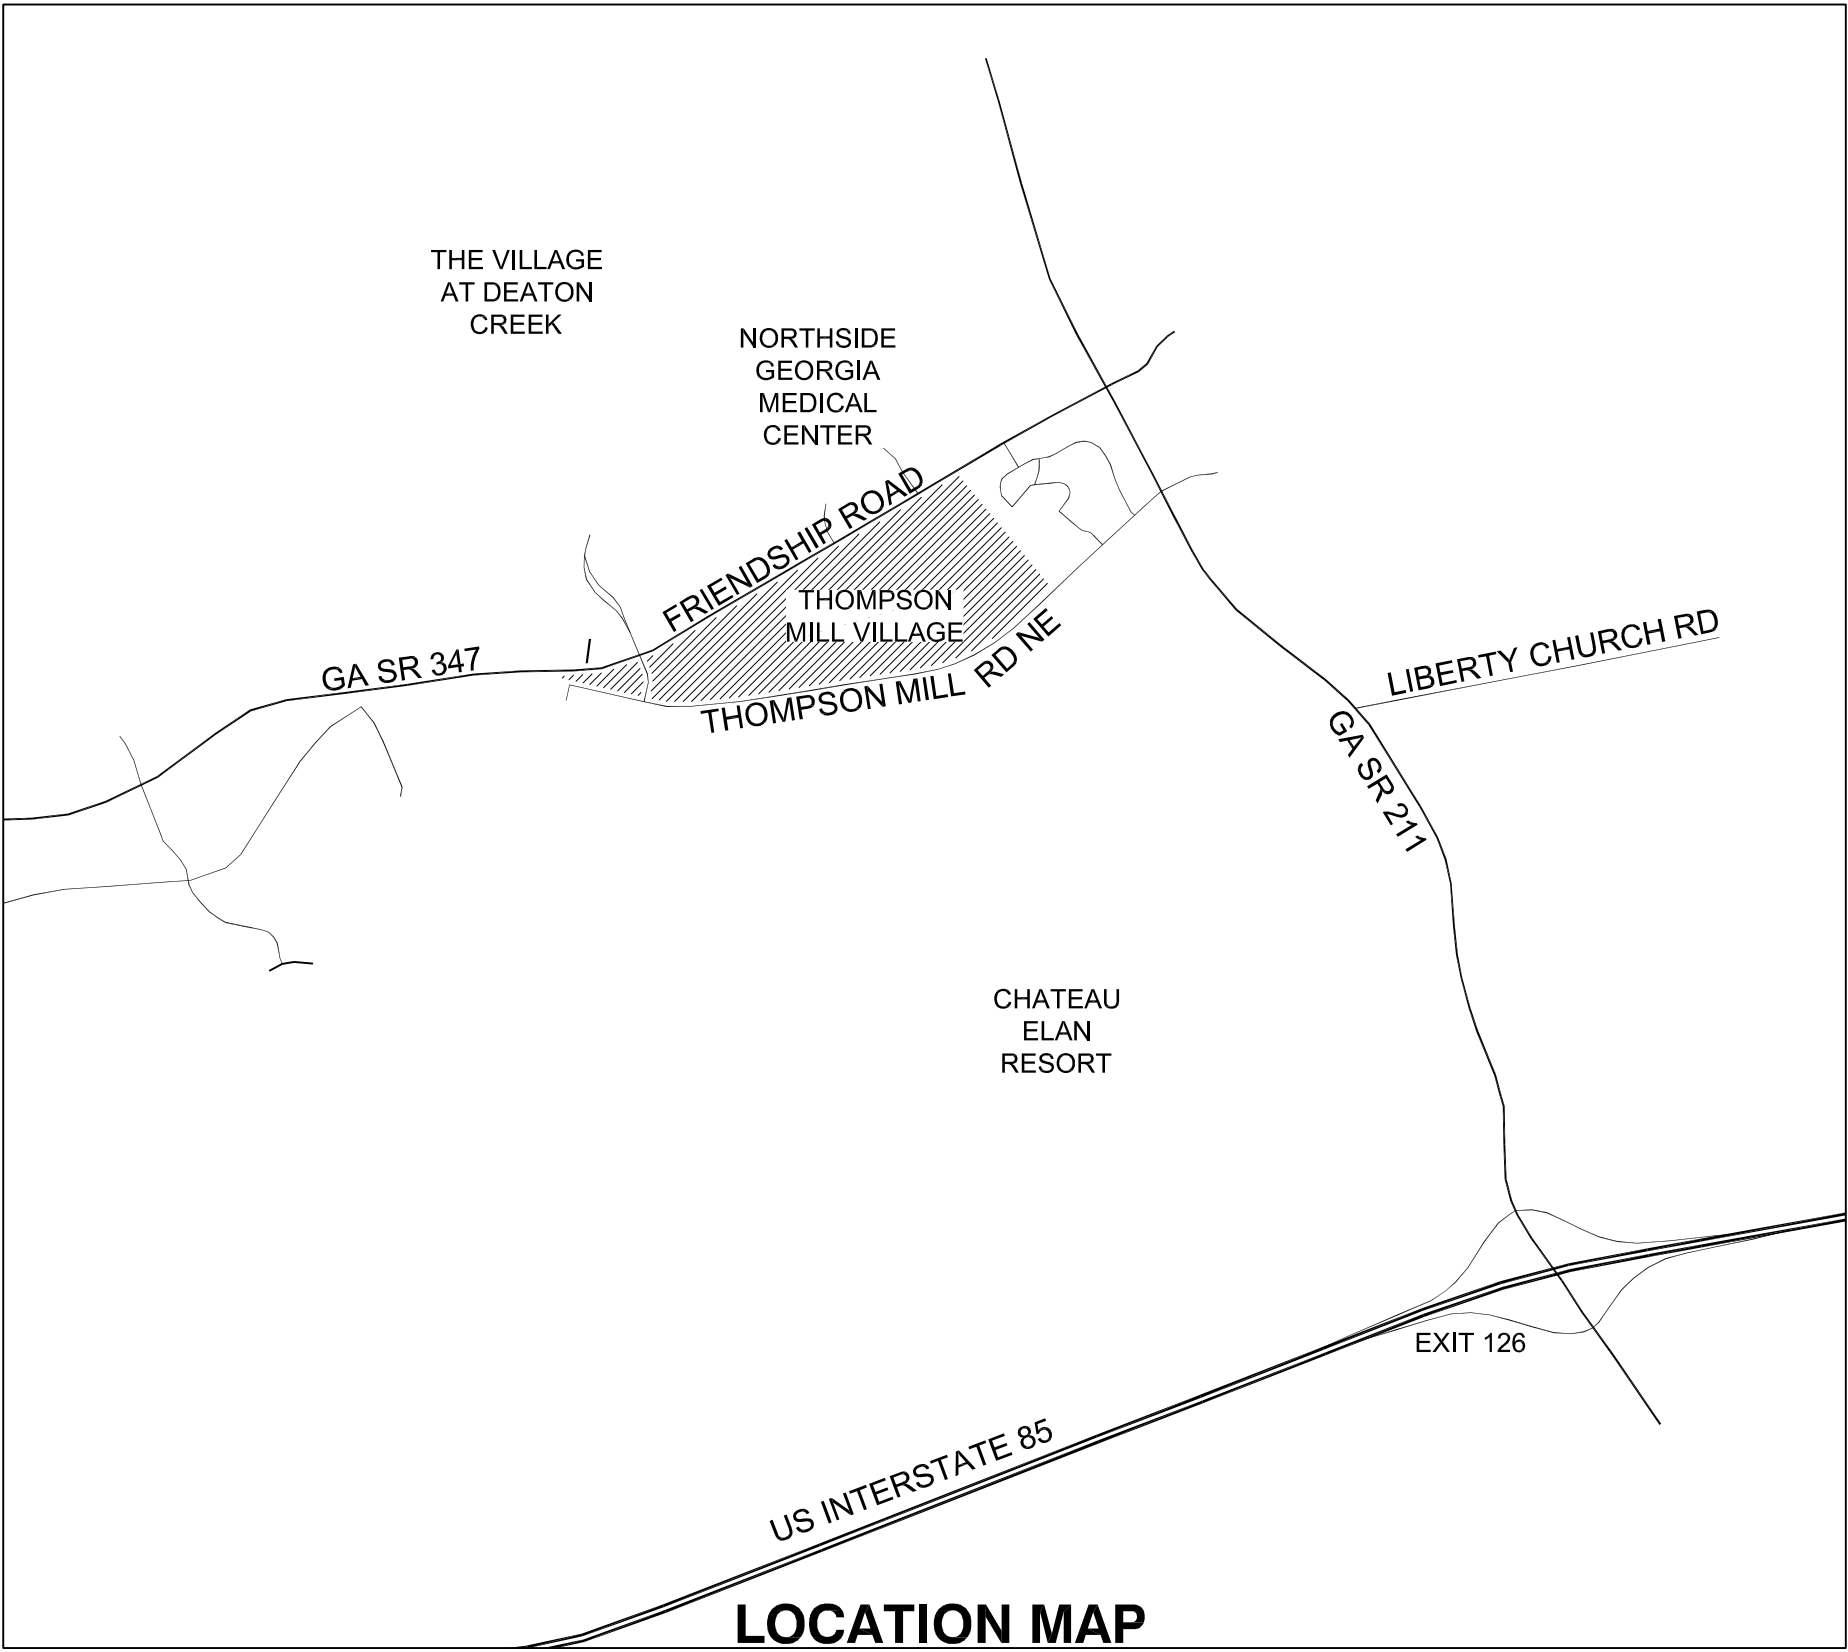 THE VILLAGE
AT DEATON
CREEK
NORTHSIDE
GEORGIA
MEDICAL
CENTER
FRIENDSHIP ROAD
THOMPSON
MILL VILLAGE
GA SR 347
THOMPSON MILL RD NE
LIBERTY CHURCH RD
GA SR 211
CHATEAU
ELAN
RESORT
EXIT 126
US INTERSTATE 85
LOCATION MAP